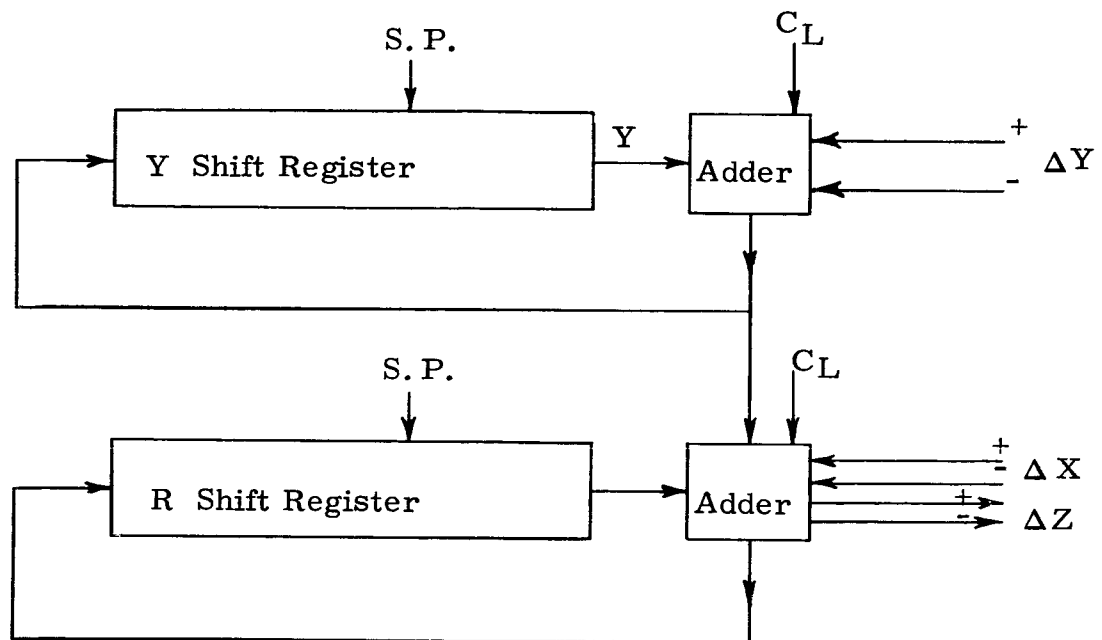 C_L
S. P.
+
Y
Y Shift Register
Adder
ΔY
-
S. P.
C_L
+
- ΔX
R Shift Register
Adder
+
- ΔZ